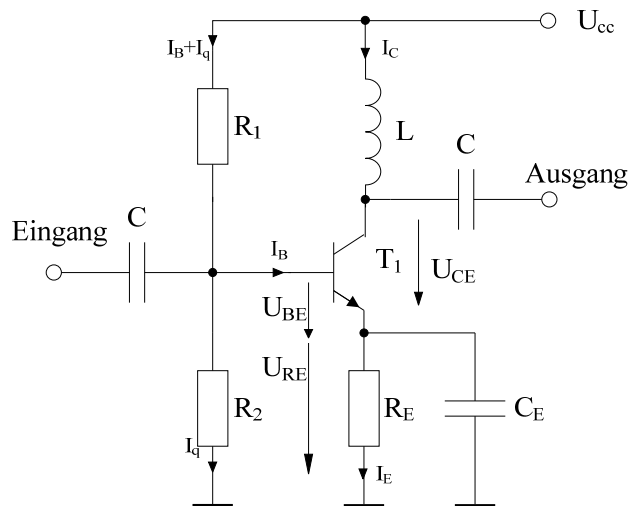 U_cc
I_B+I_q
I_C
R_1
L
C
Ausgang
C
Eingang
I_B
T_1
U_CE
U_BE
U_RE
R_2
R_E
C_E
I_q
I_E